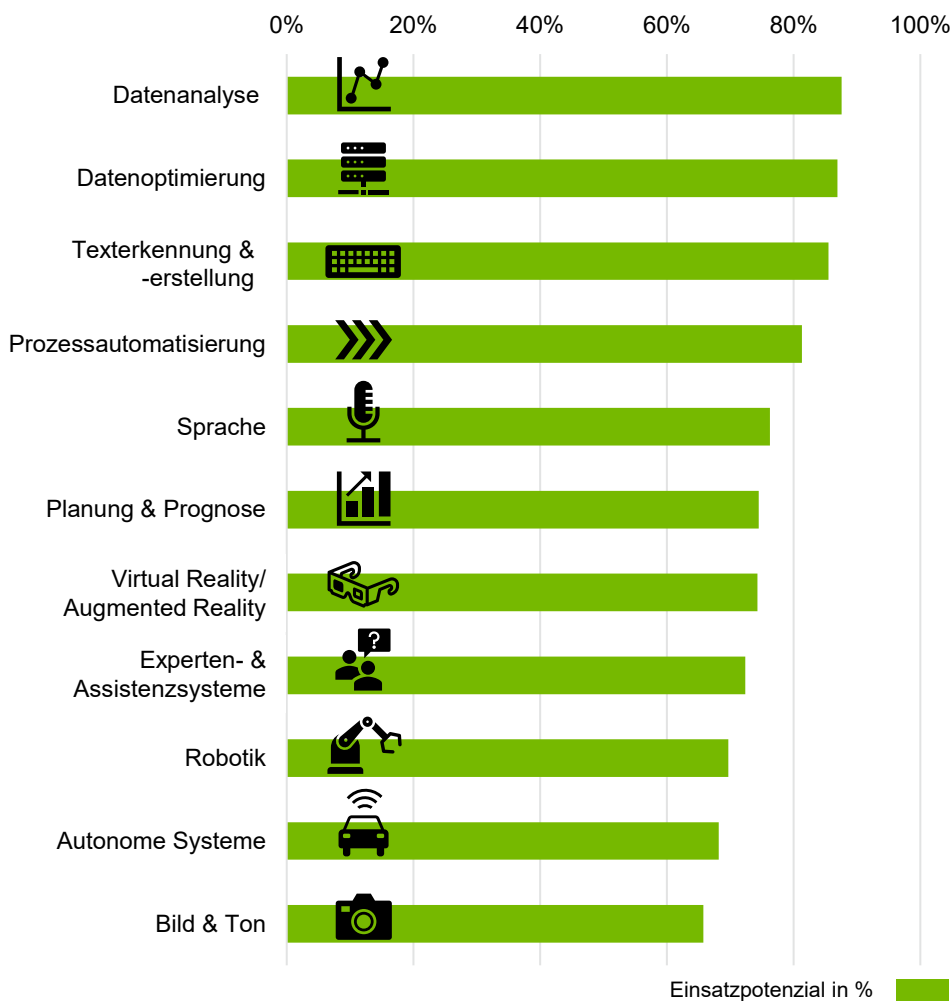 0% 20% 40% 60% 80% 100%
Datenanalyse
Datenoptimierung
Texterkennung &
-erstellung
Prozessautomatisierung
Sprache
Planung & Prognose
Virtual Reality/
Augmented Reality
?
Experten- &
Assistenzsysteme
Robotik
Autonome Systeme
Bild & Ton
Einsatzpotenzial in %